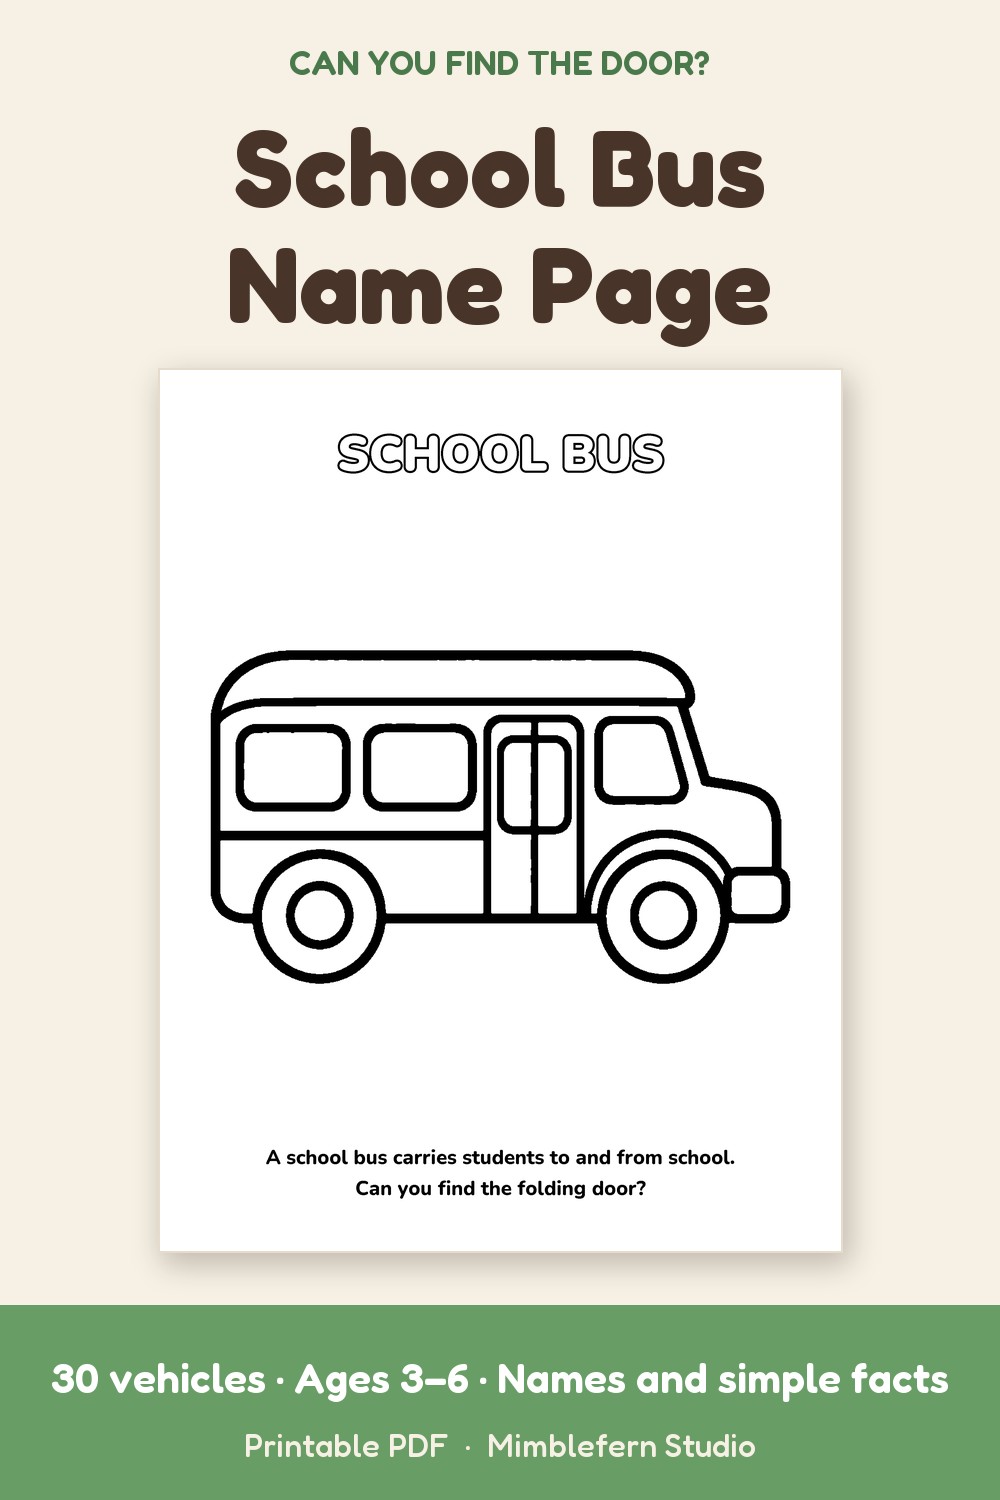 CAN YOU FIND THE DOOR?
School Bus
Name Page
SCHOOL BUS
A school bus carries students to and from school.
Can you find the folding door?
30 vehicles · Ages 3–6 · Names and simple facts
Printable PDF · Mimblefern Studio